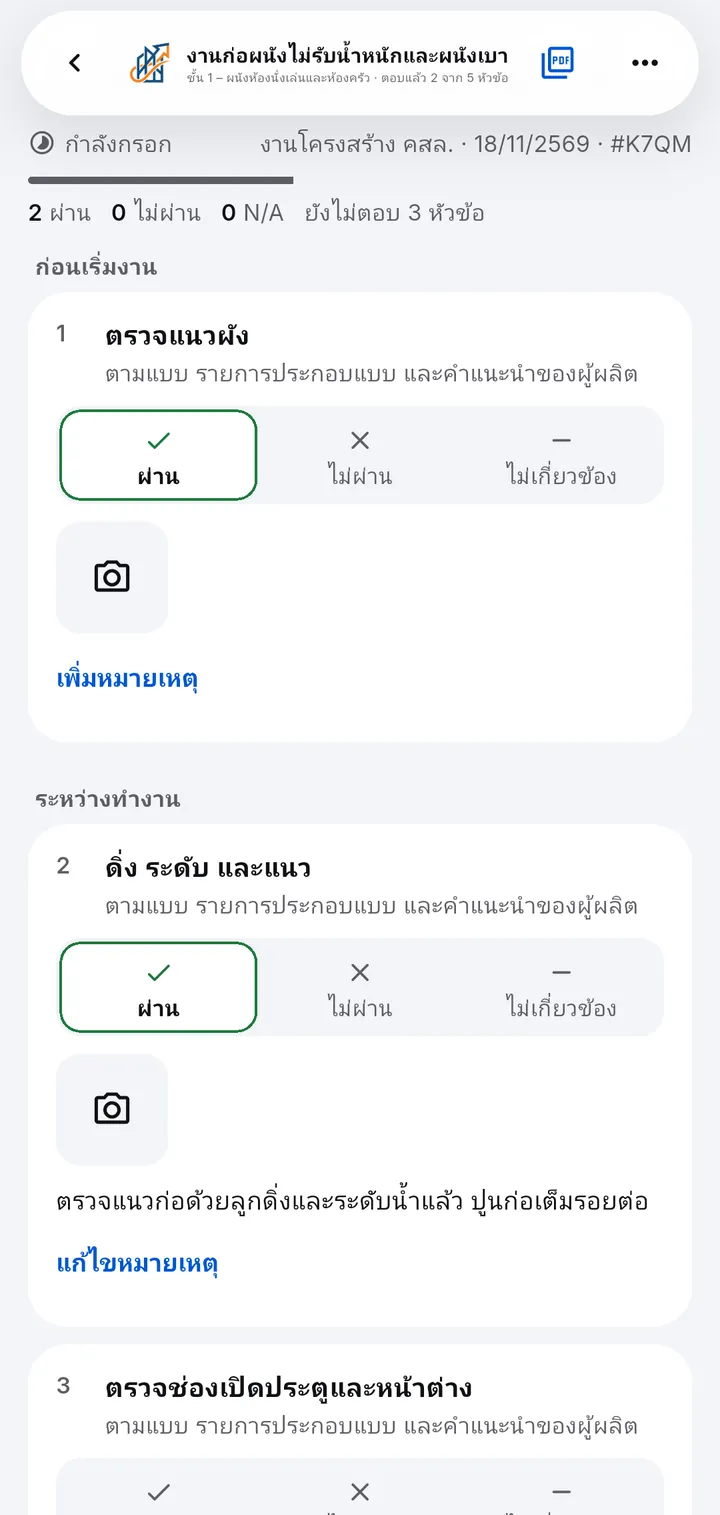 งานก่อผนังไม่รับน้ำหนักและผนังเบา
ชั้น 1 – ผนังห้องนั่งเล่นและห้องครัว · ตอบแล้ว 2 จาก 5 หัวข้อ
PDF
กำลังกรอก งานโครงสร้าง คสล. · 18/11/2569 · #K7QM
2 ผ่าน 0 ไม่ผ่าน 0 N/A ยังไม่ตอบ 3 หัวข้อ
ก่อนเริ่มงาน
1 ตรวจแนวผัง
ตามแบบ รายการประกอบแบบ และคำแนะนำของผู้ผลิต
ผ่าน ไม่ผ่าน ไม่เกี่ยวข้อง
เพิ่มหมายเหตุ
ระหว่างทำงาน
2 ดิ่ง ระดับ และแนว
ตามแบบ รายการประกอบแบบ และคำแนะนำของผู้ผลิต
ผ่าน ไม่ผ่าน ไม่เกี่ยวข้อง
ตรวจแนวก่อด้วยลูกดิ่งและระดับน้ำแล้ว ปูนก่อเต็มรอยต่อ
แก้ไขหมายเหตุ
3 ตรวจช่องเปิดประตูและหน้าต่าง
ตามแบบ รายการประกอบแบบ และคำแนะนำของผู้ผลิต